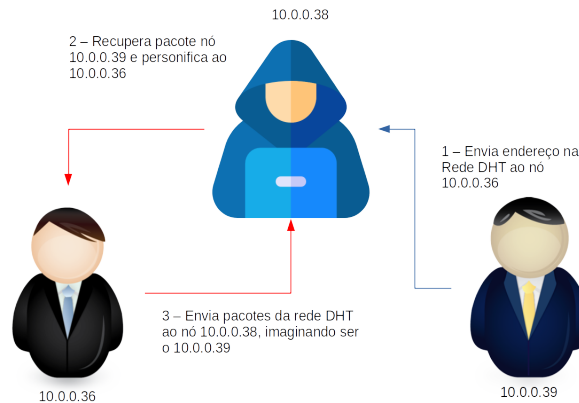 10.0.0.38
2 – Recupera pacote nó
10.0.0.39 e personifica ao
10.0.0.36
1 – Envia endereço na
Rede DHT ao nó
10.0.0.36
3 – Envia pacotes da rede DHT
ao nó 10.0.0.38, imaginando ser
o 10.0.0.39
10.0.0.36
10.0.0.39